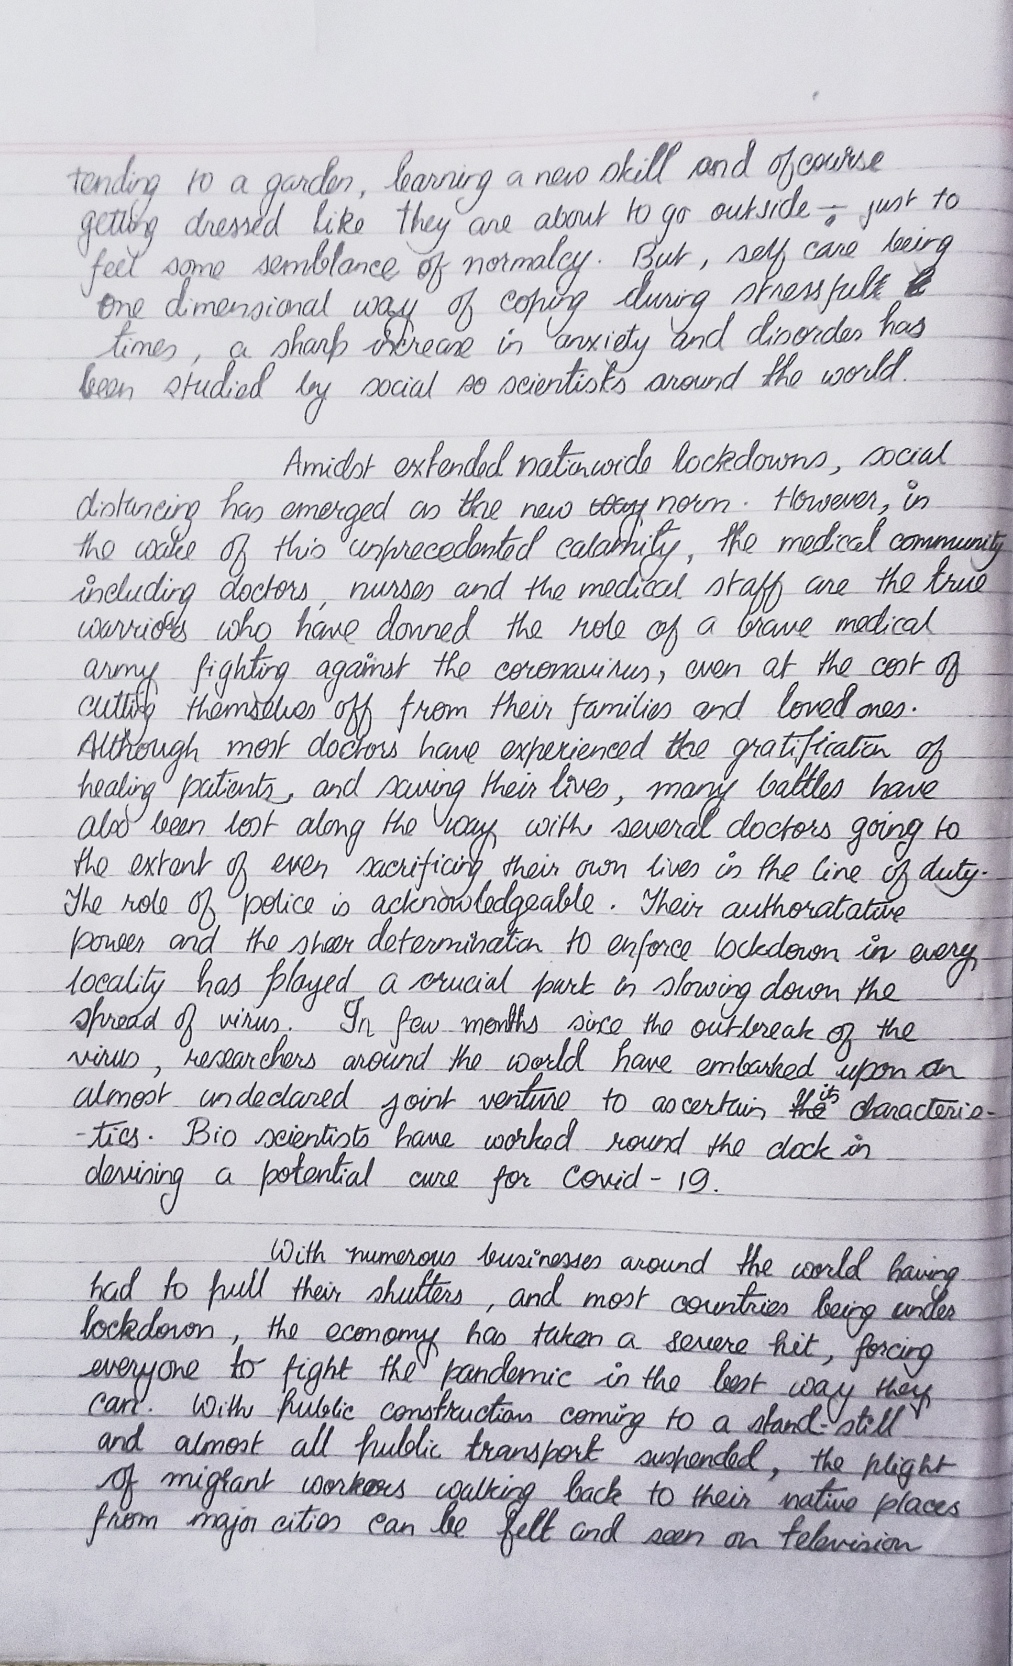 tending to a garden, learning a new skill and ofcourse
getting dressed like they are about to go outside - just to
feel some semblance of normalcy. But, self care being
one dimensional way of coping during stressful
times, a sharp increase in anxiety and disorder has
been studied by social so scientists around the world.
Amidst extended nationwide lockdowns, social
distancing has emerged as the new way norm. However, in
the wake of this unprecedented calamity, the medical community
including doctors, nurses and the medical staff are the true
warriors who have donned the role of a brave medical
army fighting against the coronavirus, even at the cost of
cutting themselves off from their families and loved ones.
Although most doctors have experienced the gratification of
healing patients, and saving their lives, many battles have
also been lost along the way, with several doctors going to
the extent of even sacrificing their own lives in the line of duty.
The role of police is acknowledgeable. Their authoratative
power and the sheer determination to enforce lockdown in every
locality has played a crucial part in slowing down the
spread of virus. In few months since the outbreak of the
virus, researchers around the world have embarked upon an
almost undeclared joint venture to ascertain the its characteris-
-tics. Bio scientists have worked round the clock in
devining a potential cure for Covid-19.
With numerous businesses around the world having
had to pull their shutters, and most countries being under
lockdown, the economy has taken a severe hit, forcing
everyone to fight the pandemic in the best way they
can. With public construction coming to a stand-still
and almost all public transport suspended, the plight
of migrant workers walking back to their native places
from major cities can be felt and seen on television